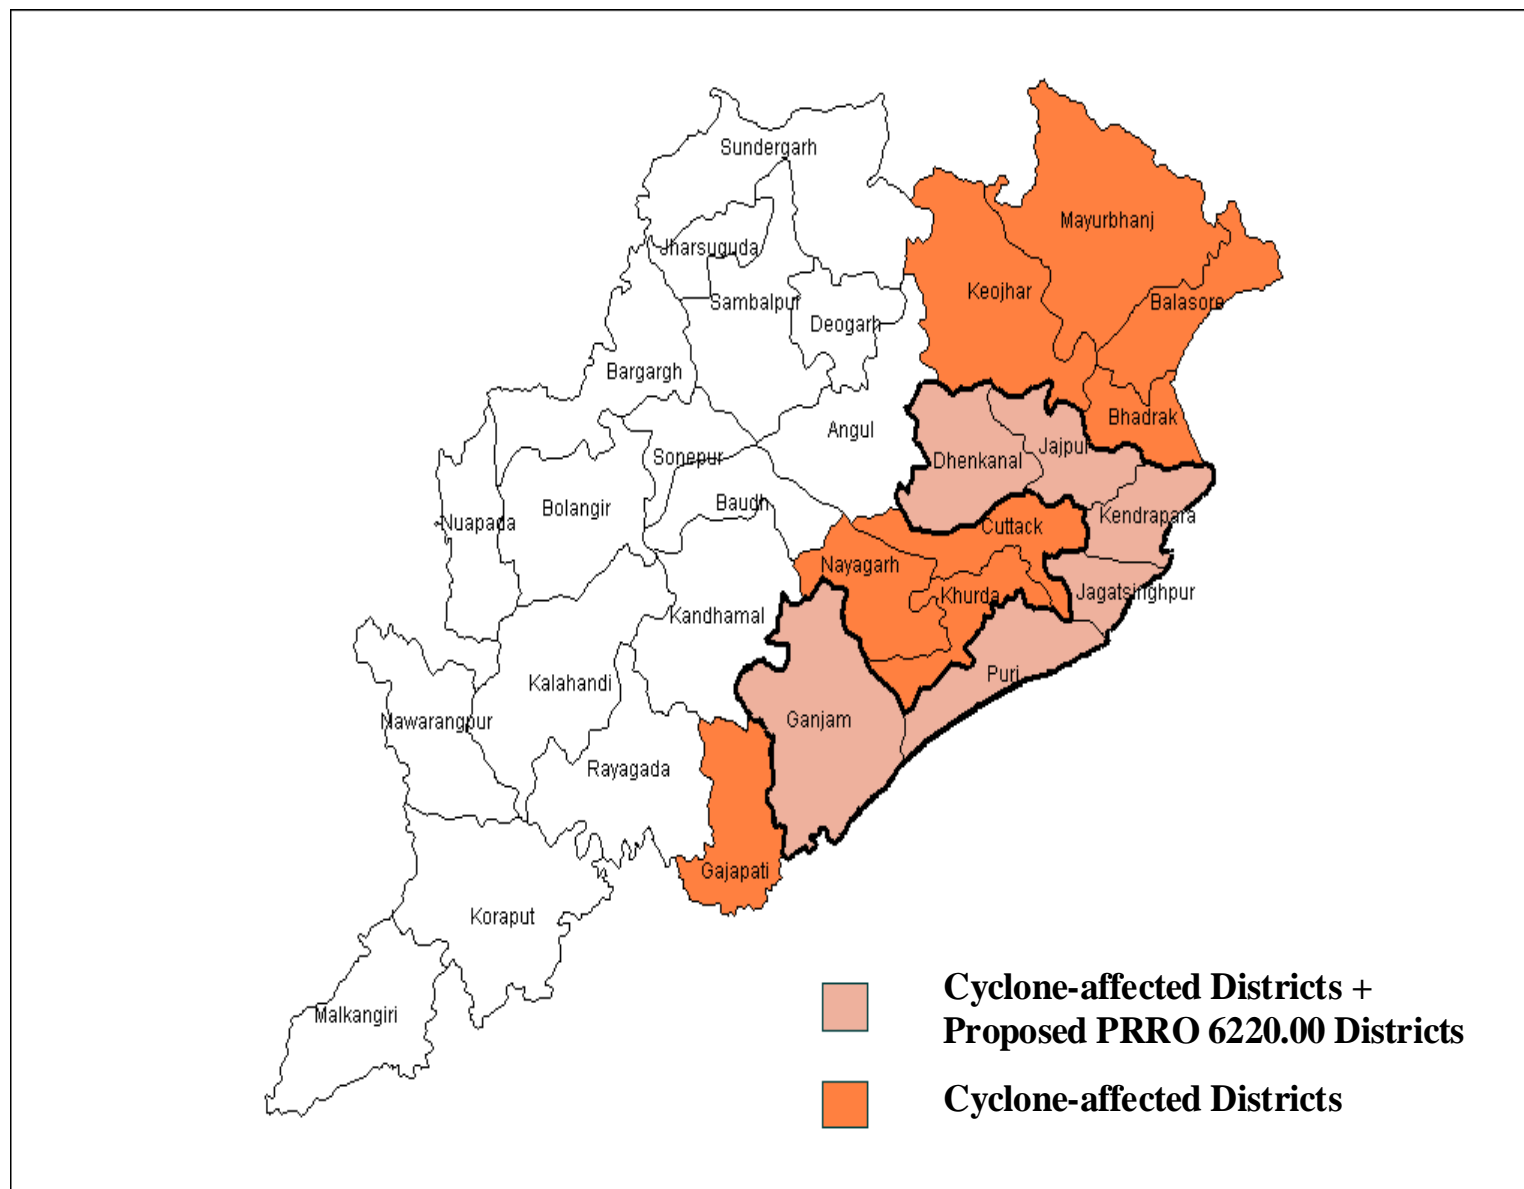 Sundergarh
Mayurbhanj
Jharsuguda
Keojhar
Sambalpur
Balasore
Deogarh
Bargargh
Bhadrak
Angul
Jajpur
Sonepur
Dhenkanal
Baudh
Bolangir
Kendrapara
Nuapada
Cuttack
Nayagarh
Khurda
Jagatsinghpur
Kandhamal
Puri
Kalahandi
Nawarangpur
Ganjam
Rayagada
Gajapati
Koraput
Malkangiri
Cyclone-affected Districts +
Proposed PRRO 6220.00 Districts
Cyclone-affected Districts